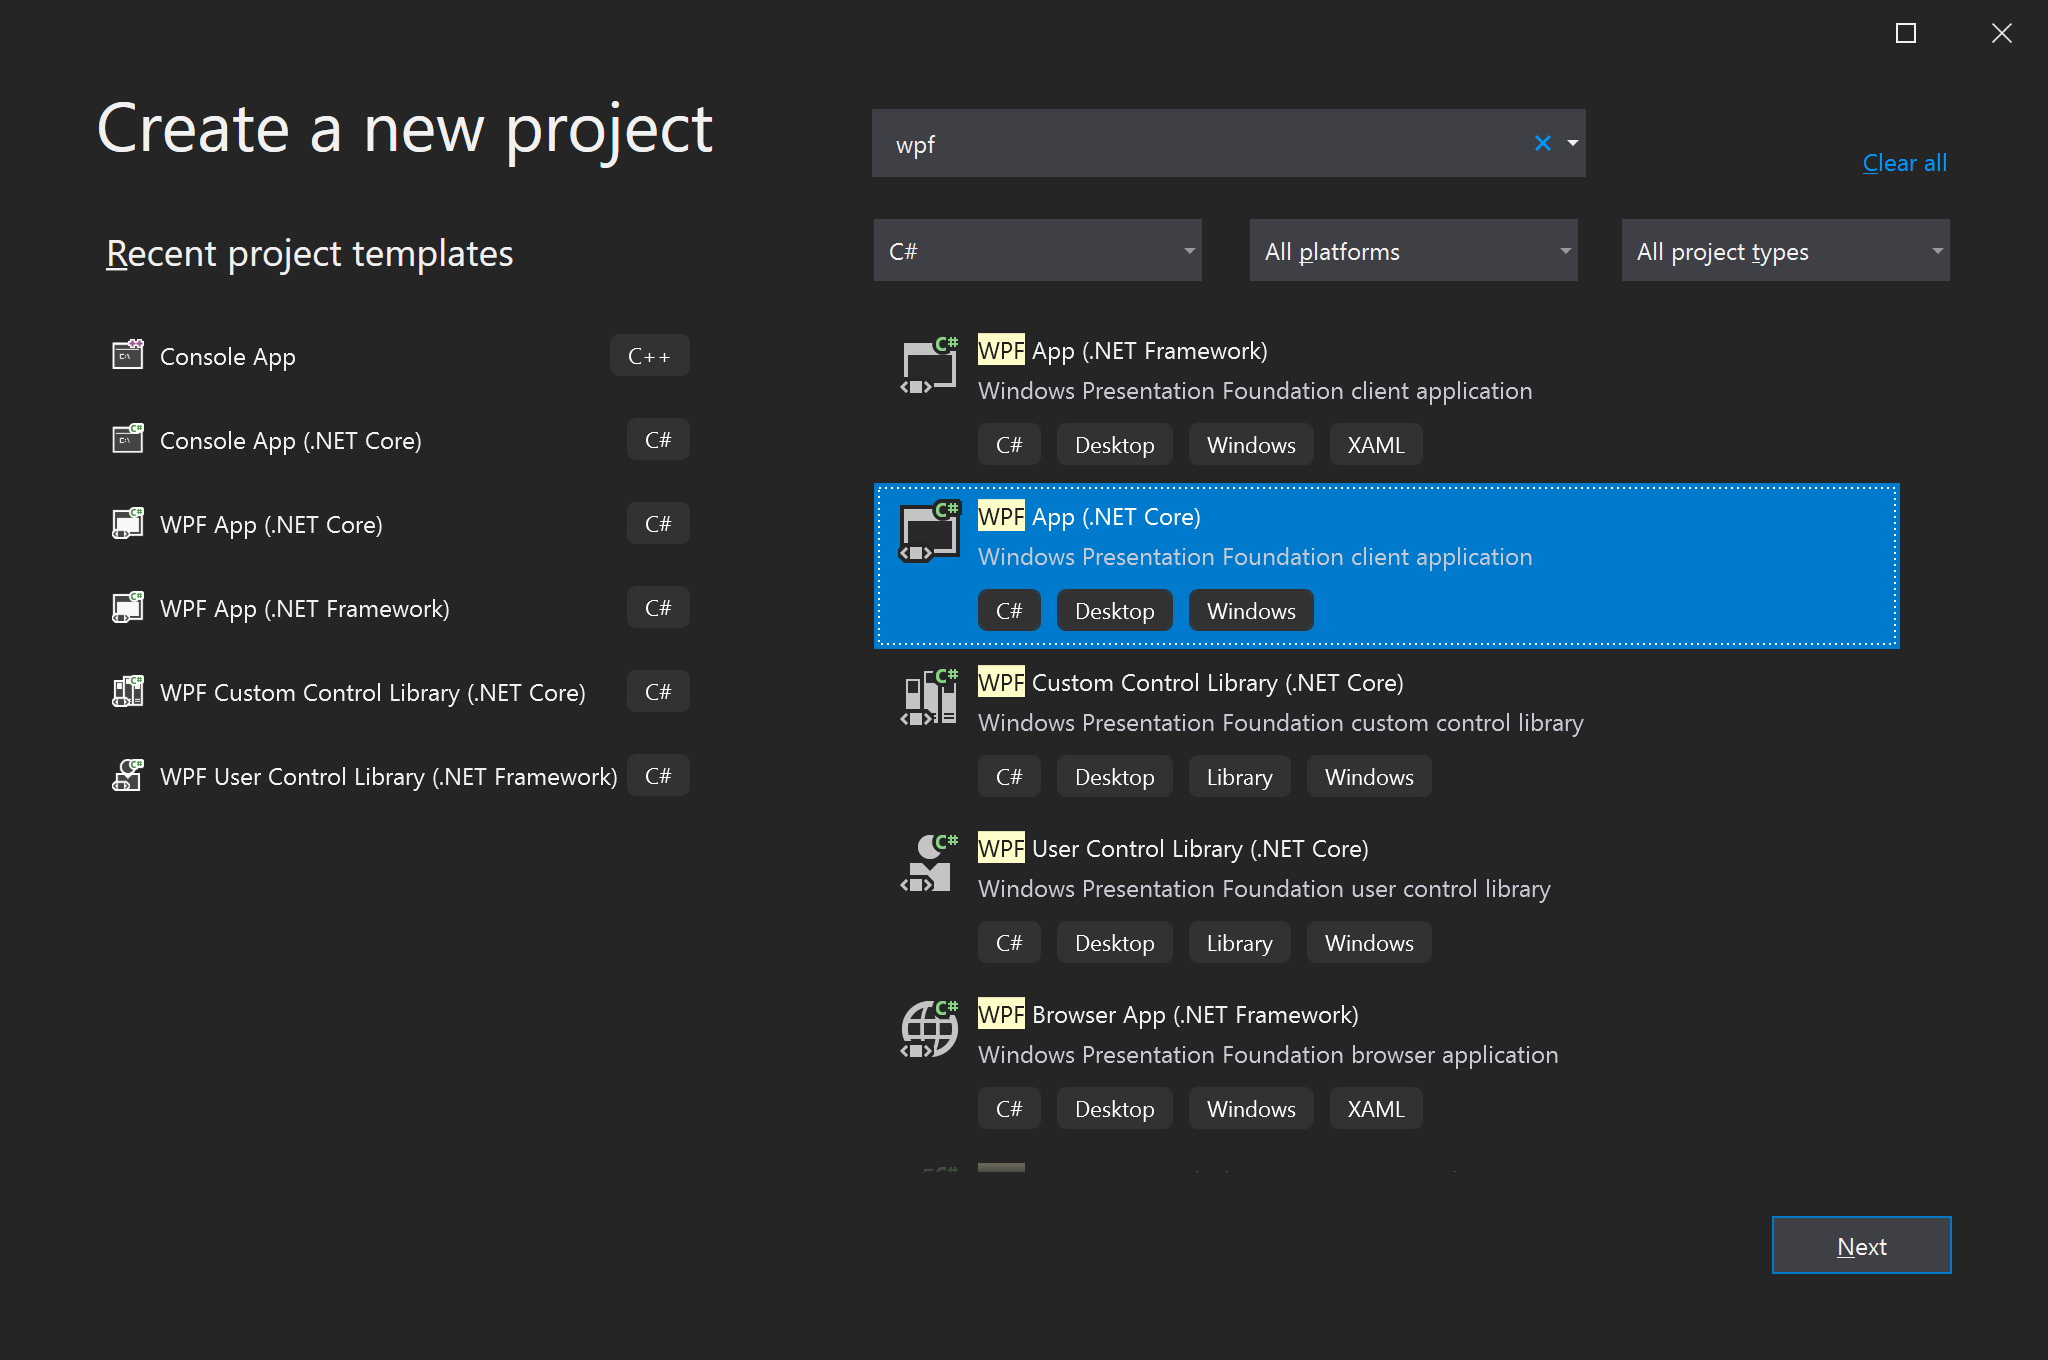 Create a new project
Recent project templates
Console App
C++
Console App (.NET Core)
C#
WPF App (.NET Core)
C#
WPF App (.NET Framework)
C#
WPF Custom Control Library (.NET Core)
C#
WPF User Control Library (.NET Framework)
C#
wpf
Clear all
C#
All platforms
All project types
WPF App (.NET Framework)
Windows Presentation Foundation client application
C# Desktop Windows XAML
WPF App (.NET Core)
Windows Presentation Foundation client application
C# Desktop Windows
WPF Custom Control Library (.NET Core)
Windows Presentation Foundation custom control library
C# Desktop Library Windows
WPF User Control Library (.NET Core)
Windows Presentation Foundation user control library
C# Desktop Library Windows
WPF Browser App (.NET Framework)
Windows Presentation Foundation browser application
C# Desktop Windows XAML
Next